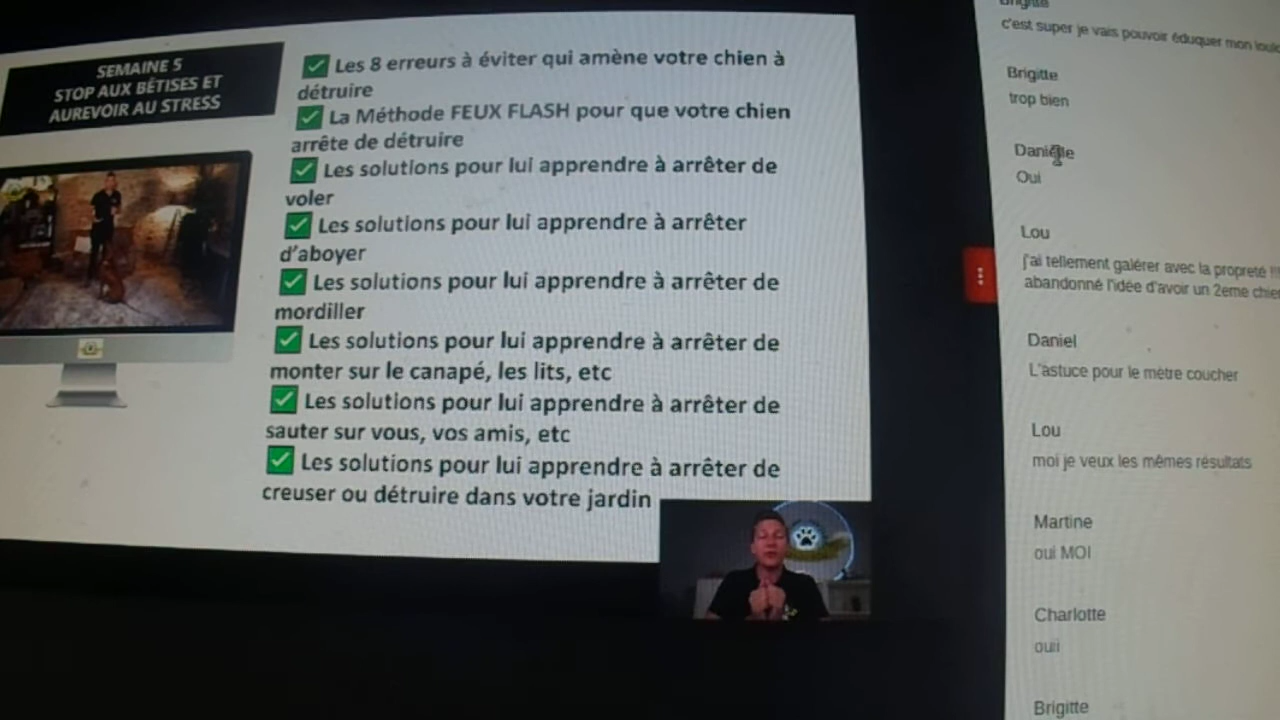 SEMAINE 5
STOP AUX BÊTISES ET
AUREVOIR AU STRESS
Les 8 erreurs à éviter qui amène votre chien à
détruire
La Méthode FEUX FLASH pour que votre chien
arrête de détruire
Les solutions pour lui apprendre à arrêter de
voler
Les solutions pour lui apprendre à arrêter
d'aboyer
Les solutions pour lui apprendre à arrêter de
mordiller
Les solutions pour lui apprendre à arrêter de
monter sur le canapé, les lits, etc
Les solutions pour lui apprendre à arrêter de
sauter sur vous, vos amis, etc
Les solutions pour lui apprendre à arrêter de
creuser ou détruire dans votre jardin
Brigitte
c'est super je vais pouvoir éduquer mon
Brigitte
trop bien
Danièle
Oui
Lou
j'ai tellement galérer avec la propreté !!!
abandonné l'idée d'avoir un 2eme
Daniel
L'astuce pour le mètre coucher
Lou
moi je veux les mêmes résultats
Martine
oui MOI
Charlotte
ouii
Brigitte